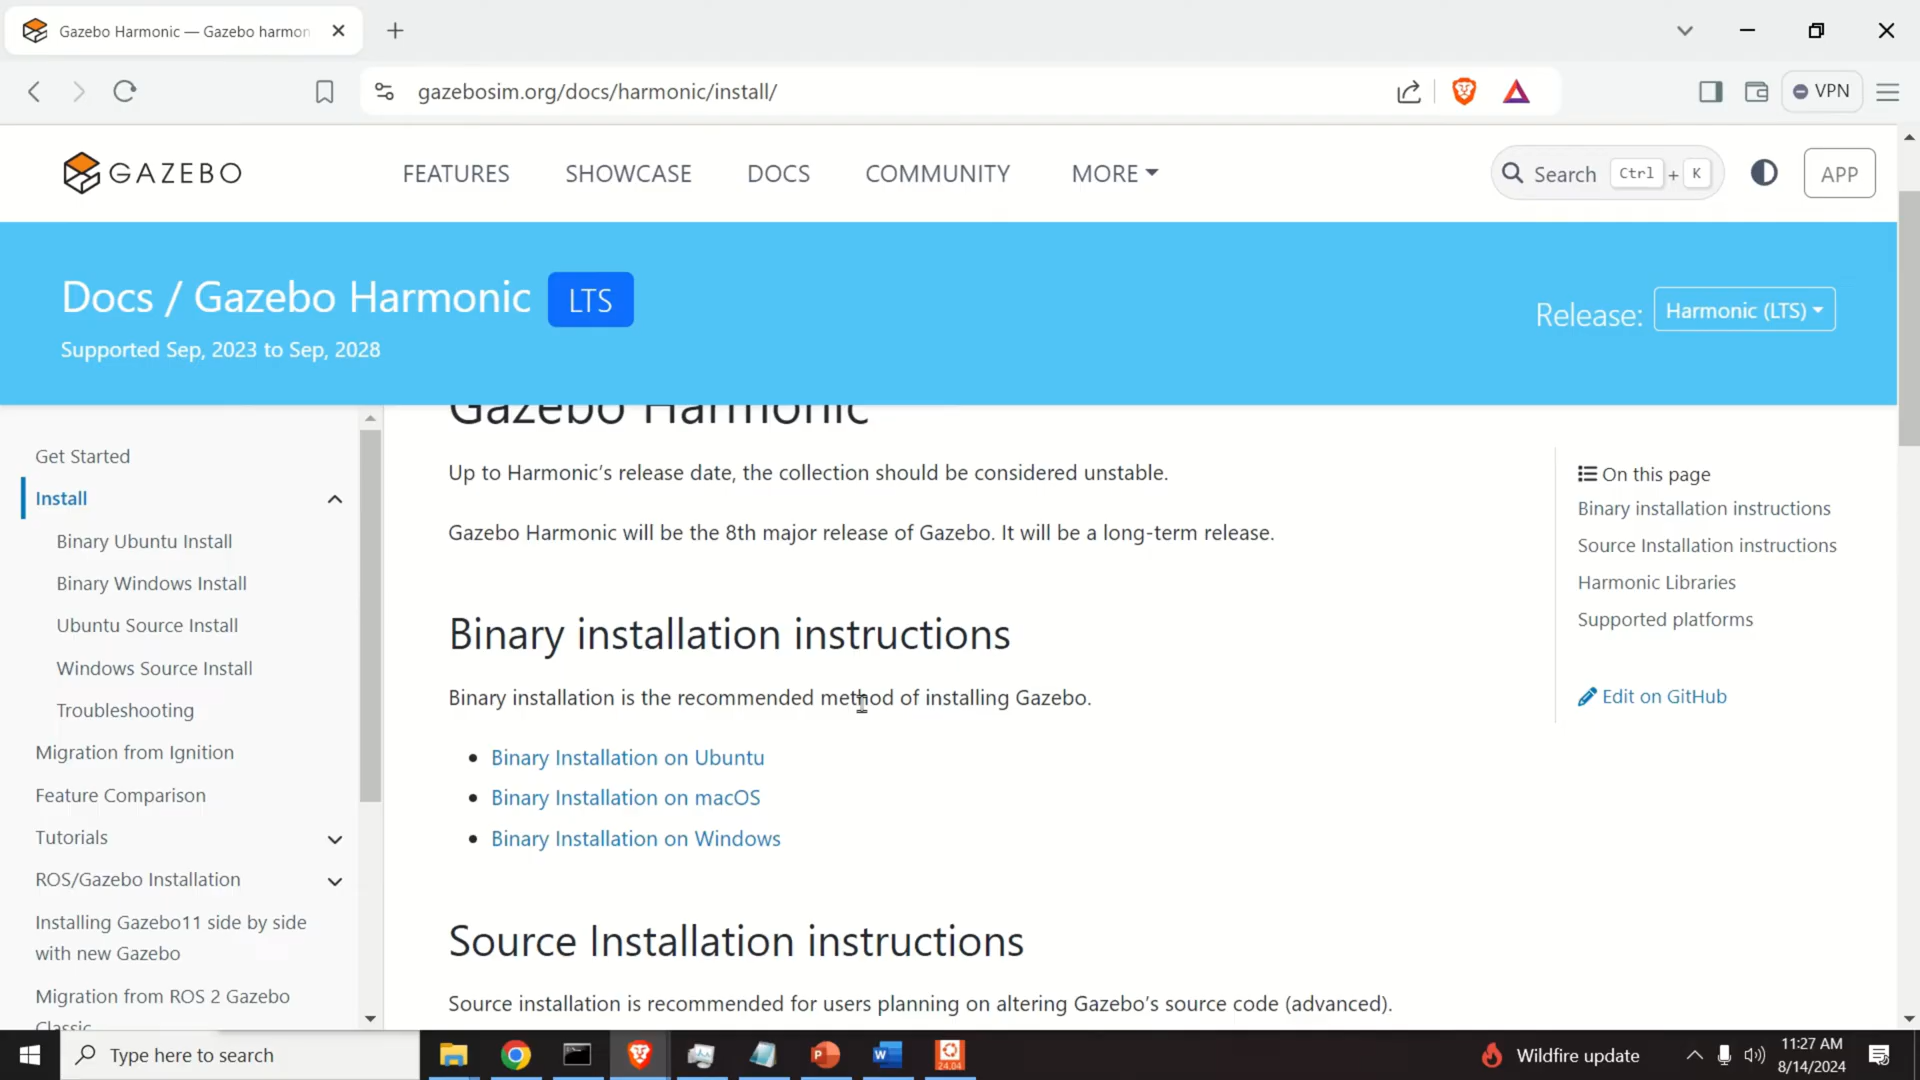 Gazebo Harmonic — Gazebo harmon
gazebosim.org/docs/harmonic/install/
VPN
GAZEBO
FEATURES
SHOWCASE
DOCS
COMMUNITY
MORE
Search Ctrl + K
APP
Docs / Gazebo Harmonic LTS
Supported Sep, 2023 to Sep, 2028
Release: Harmonic (LTS)
Get Started
Install
Binary Ubuntu Install
Binary Windows Install
Ubuntu Source Install
Windows Source Install
Troubleshooting
Migration from Ignition
Feature Comparison
Tutorials
ROS/Gazebo Installation
Installing Gazebo11 side by side
with new Gazebo
Migration from ROS 2 Gazebo
Classic
Gazebo Harmonic
Up to Harmonic’s release date, the collection should be considered unstable.
Gazebo Harmonic will be the 8th major release of Gazebo. It will be a long-term release.
Binary installation instructions
Binary installation is the recommended method of installing Gazebo.
• Binary Installation on Ubuntu
• Binary Installation on macOS
• Binary Installation on Windows
Source Installation instructions
Source installation is recommended for users planning on altering Gazebo’s source code (advanced).
On this page
Binary installation instructions
Source Installation instructions
Harmonic Libraries
Supported platforms
Edit on GitHub
Type here to search
24.04
Wildfire update
11:27 AM
8/14/2024